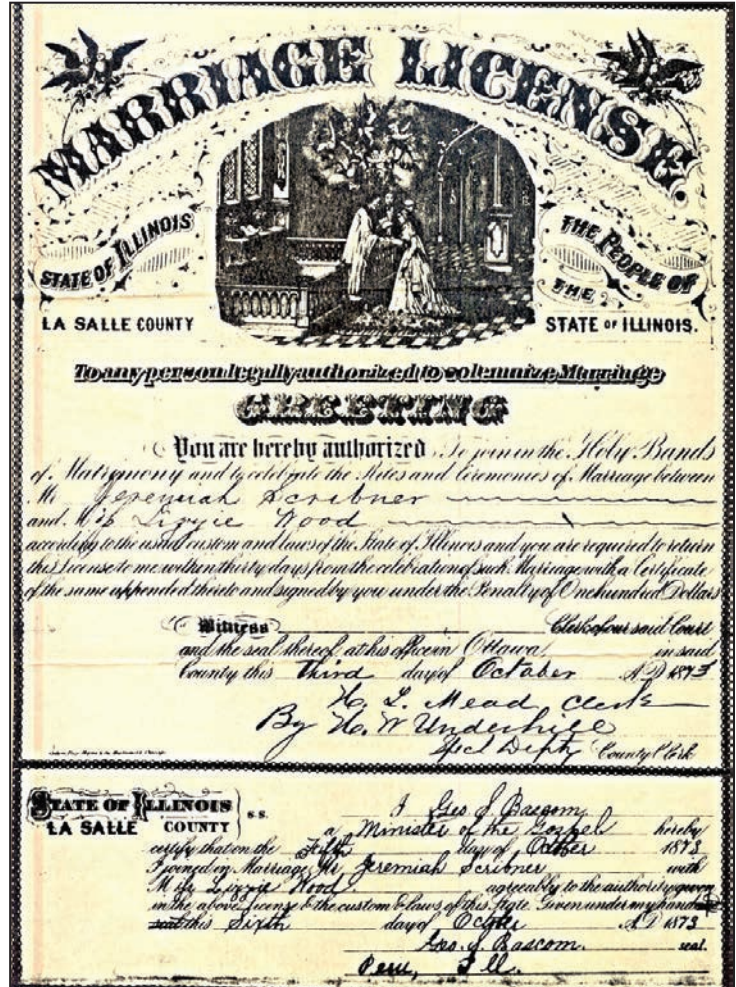 MARRIAGE LICENSE.
STATE OF ILLINOIS
THE PEOPLE OF
THE
LA SALLE COUNTY
STATE OF ILLINOIS.
To any person legally authorized to solemnize Marriage
GREETING
You are hereby authorized To join in the Holy Bands
of Matrimony and to celebrate the Rites and Ceremonies of Marriage between
Mr Jeremiah Scribner
and Miss Lizzie Wood
according to the usual custom and laws of the State of Illinois and you are required to return
this License to me within thirty days from the celebration of such Marriage with a Certificate
of the same appended thereto and signed by you under the Penalty of One hundred Dollars
Witness Clerk of our said Court
and the seal thereof, at his office in Ottawa in said
County this Third day of October A.D 1873
Clerk
By Underhill
Depty County Clerk
STATE OF ILLINOIS
S.S.
LA SALLE COUNTY
I Geo S. Bascom
a Minister of the Gospel hereby
certify that on the Fifth day of October 1873
I joined in Marriage Mr Jeremiah Scribner with
Miss Lizzie Wood agreeably to the authority given
in the above License & the custom & laws of this State. Given under my hand
seal this Sixth day of A.D 1873
Geo. S. Bascom. seal.
Peru, Ill.